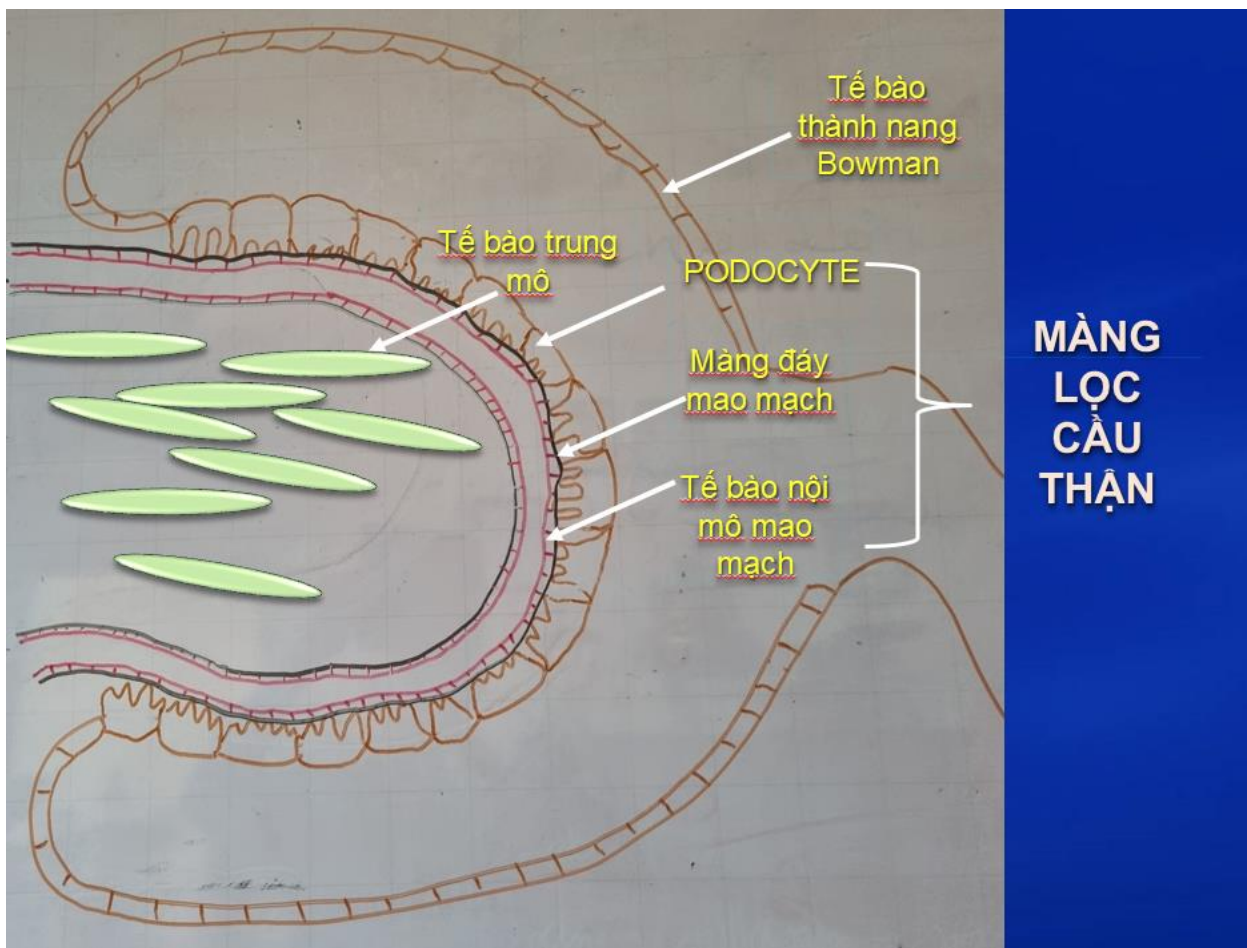 Tế bào
thành nang
Bowman
Tế bào trung
mô
PODOCYTE
Màng đáy
mao mạch
Tế bào nội
mô mao
mạch
MÀNG
LỌC
CẦU
THẬN